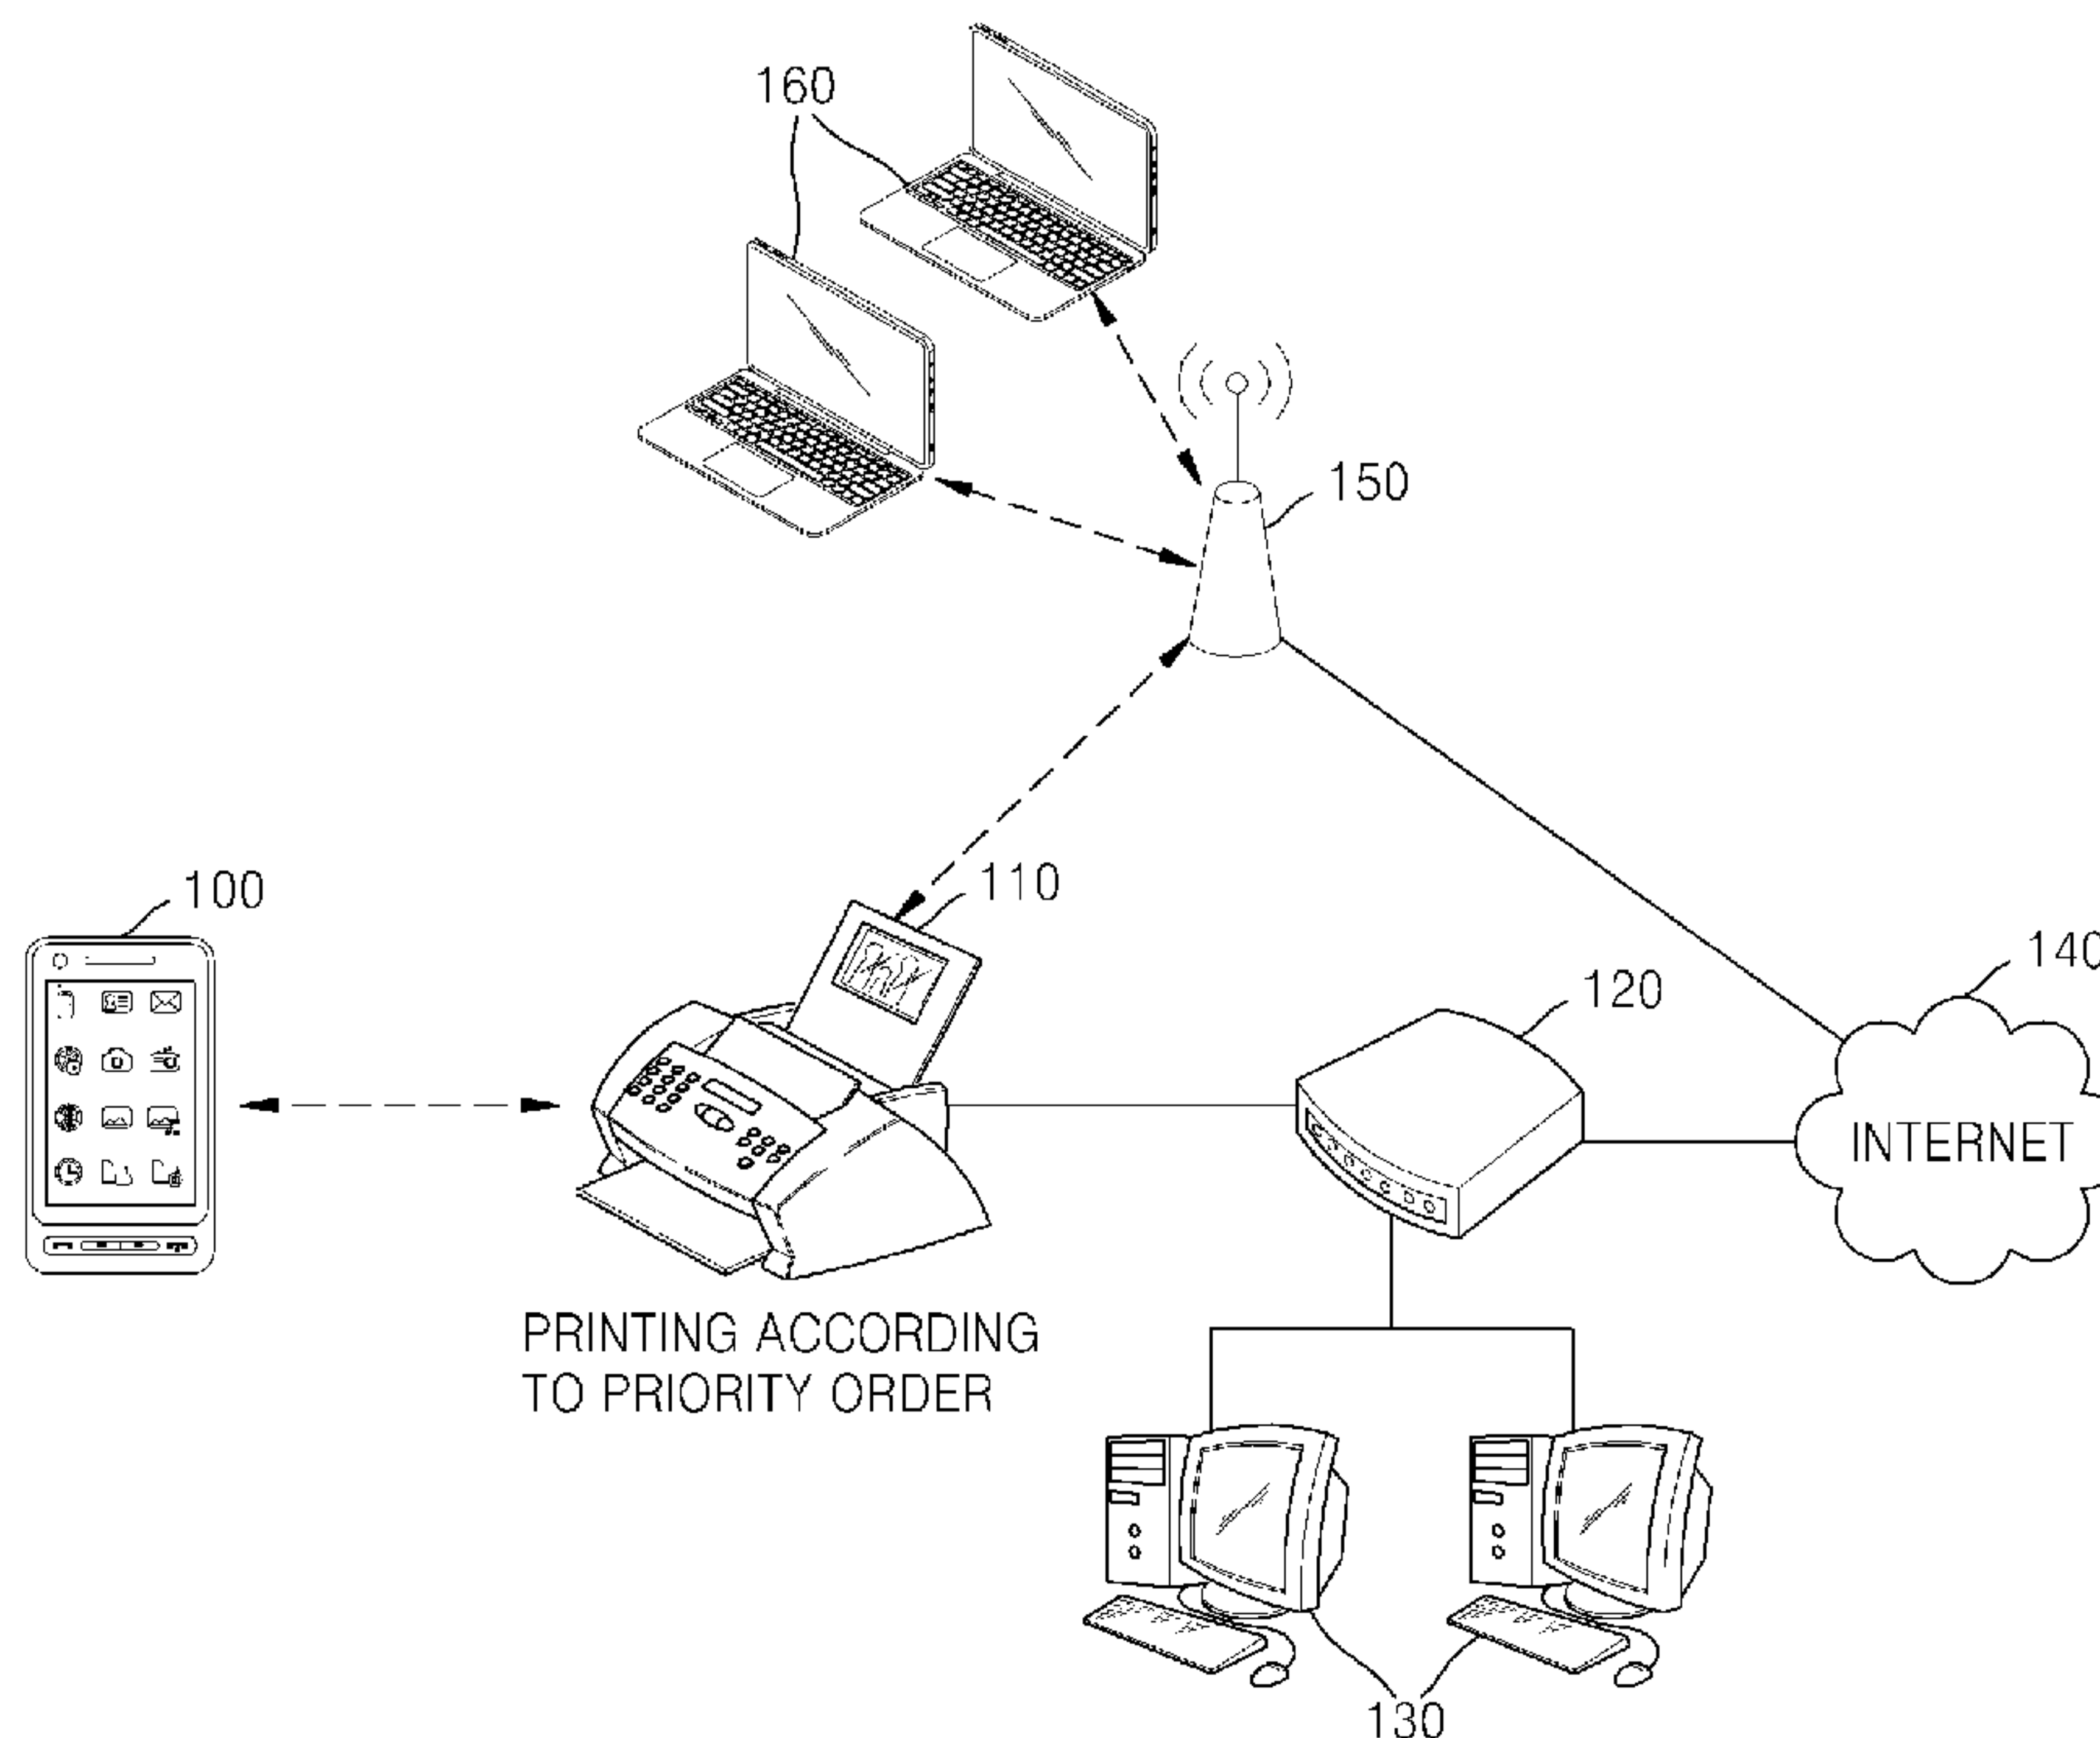 160
150
100
110
120
140
INTERNET
PRINTING ACCORDING
TO PRIORITY ORDER
130